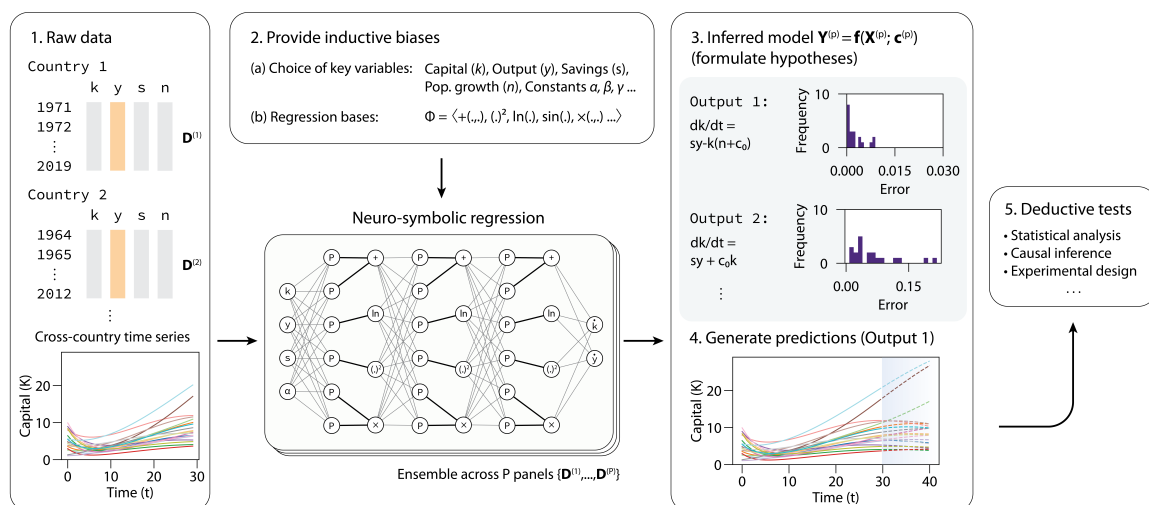 1. Raw data
Country 1
k y s n
1971
1972
⋮
2019
D⁽¹⁾
Country 2
k y s n
1964
1965
⋮
2012
D⁽²⁾
⋮
Cross-country time series
Capital (K)
20
10
0
0 10 20 30
Time (t)
2. Provide inductive biases
(a) Choice of key variables: Capital (k), Output (y), Savings (s),
Pop. growth (n), Constants α, β, γ ...
(b) Regression bases: Φ = ⟨+(.,.), (.)², ln(.), sin(.), ×(.,.) ...⟩
Neuro-symbolic regression
P + P + P +
k P P P
y P ln P ln P ln k̇
s P (.)² P (.)² P (.)² ẏ
α P P P
P × P × P ×
Ensemble across P panels {D⁽¹⁾,...,D⁽ᴾ⁾}
3. Inferred model Y⁽ᵖ⁾ = f(X⁽ᵖ⁾; c⁽ᵖ⁾)
(formulate hypotheses)
Output 1:
dk/dt =
sy-k(n+c₀)
Frequency
10
0
0.000 0.015 0.030
Error
Output 2:
dk/dt =
sy + c₀k
⋮
Frequency
10
0
0.00 0.15
Error
4. Generate predictions (Output 1)
Capital (K)
20
10
0
0 10 20 30 40
Time (t)
5. Deductive tests
• Statistical analysis
• Causal inference
• Experimental design
...